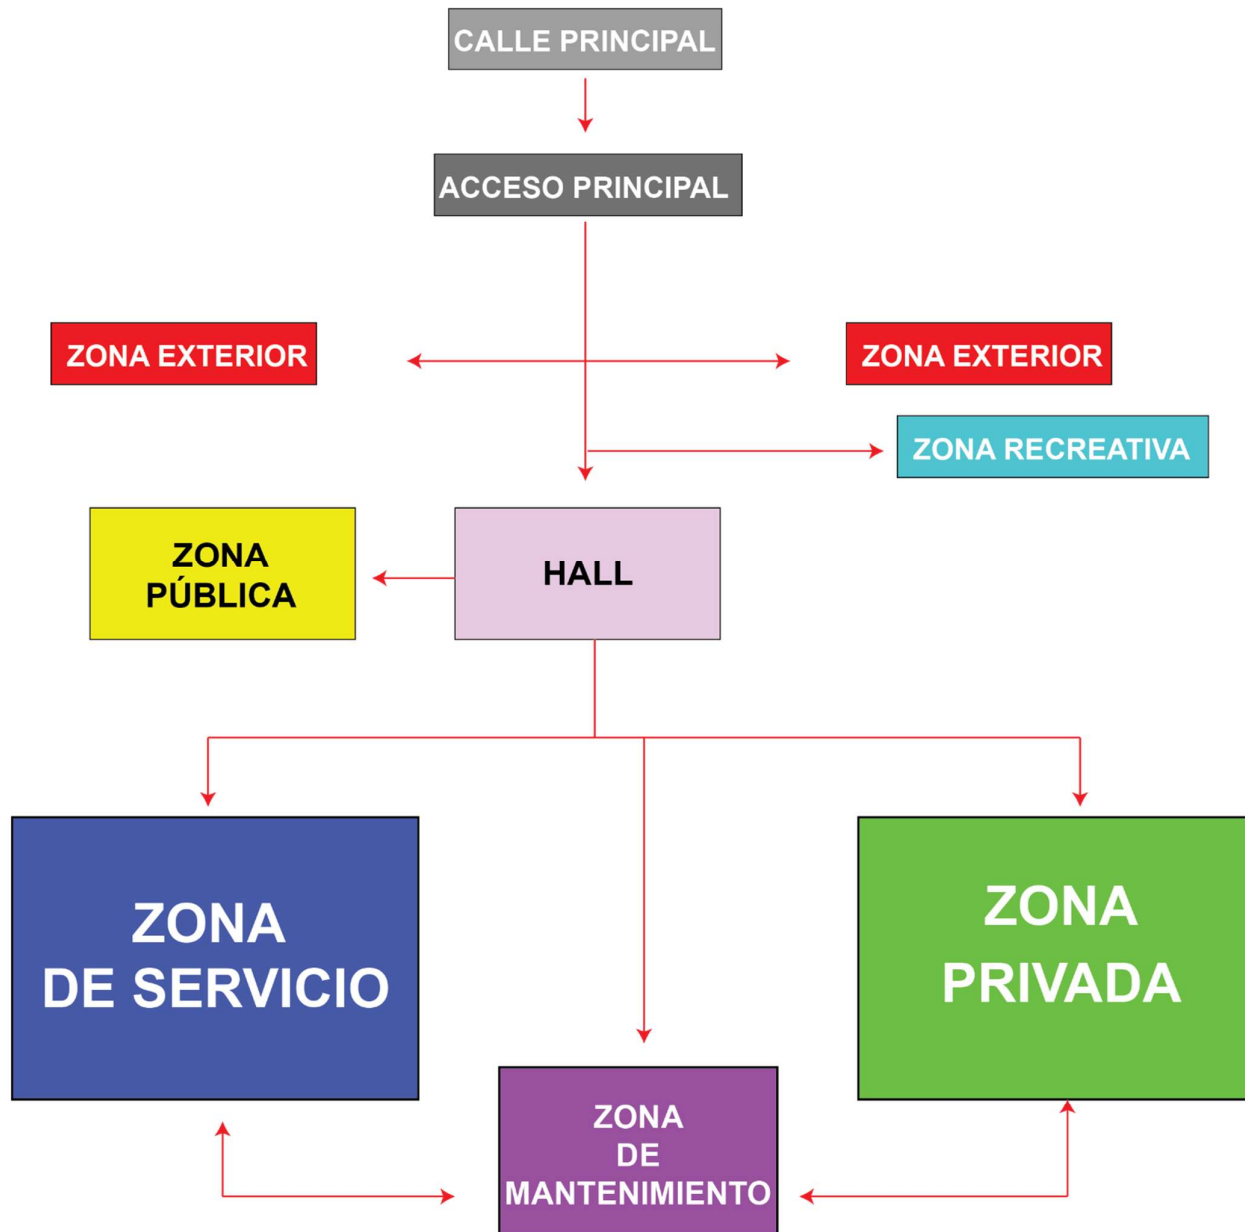 CALLE PRINCIPAL
ACCESO PRINCIPAL
ZONA EXTERIOR
ZONA EXTERIOR
ZONA RECREATIVA
ZONA
PÚBLICA
HALL
ZONA
DE SERVICIO
ZONA
PRIVADA
ZONA
DE
MANTENIMIENTO